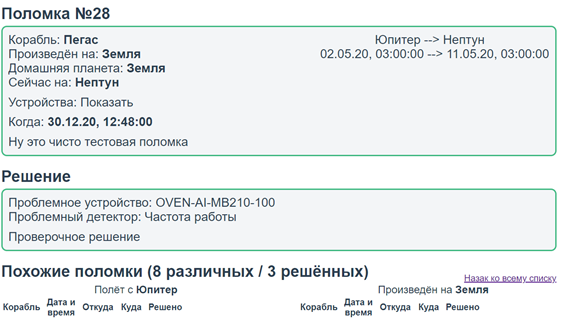 Поломка №28
Корабль: Пегас
Юпитер --> Нептун
Произведён на: Земля
02.05.20, 03:00:00 --> 11.05.20, 03:00:00
Домашняя планета: Земля
Сейчас на: Нептун
Устройства: Показать
Когда: 30.12.20, 12:48:00
Ну это чисто тестовая поломка
Решение
Проблемное устройство: OVEN-AI-MB210-100
Проблемный детектор: Частота работы
Проверочное решение
Похожие поломки (8 различных / 3 решённых)
Назак ко всему списку
Полёт с Юпитер
Корабль Дата и время Откуда Куда Решено
Произведён на Земля
Корабль Дата и время Откуда Куда Решено